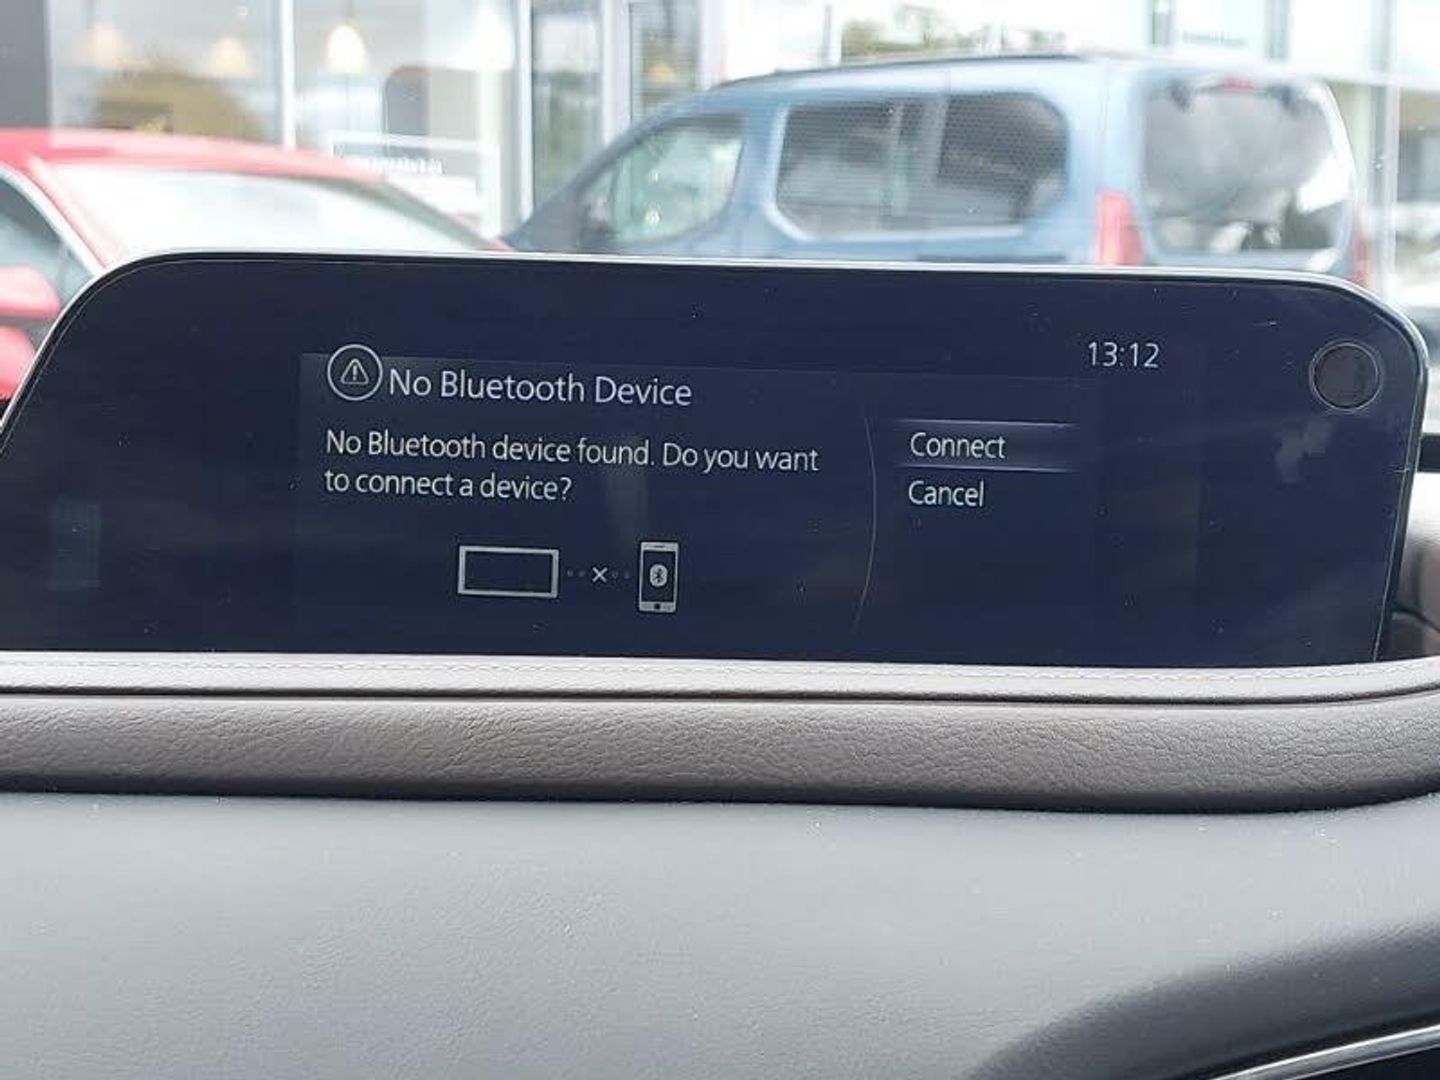 13:12
No Bluetooth Device
No Bluetooth device found. Do you want
to connect a device?
Connect
Cancel